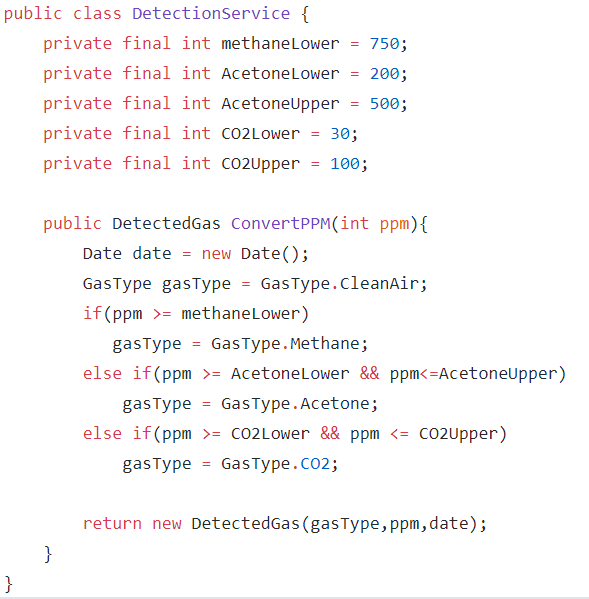 public class DetectionService {
    private final int methaneLower = 750;
    private final int AcetoneLower = 200;
    private final int AcetoneUpper = 500;
    private final int CO2Lower = 30;
    private final int CO2Upper = 100;

    public DetectedGas ConvertPPM(int ppm){
        Date date = new Date();
        GasType gasType = GasType.CleanAir;
        if(ppm >= methaneLower)
           gasType = GasType.Methane;
        else if(ppm >= AcetoneLower && ppm<=AcetoneUpper)
            gasType = GasType.Acetone;
        else if(ppm >= CO2Lower && ppm <= CO2Upper)
            gasType = GasType.CO2;

        return new DetectedGas(gasType,ppm,date);
    }
}